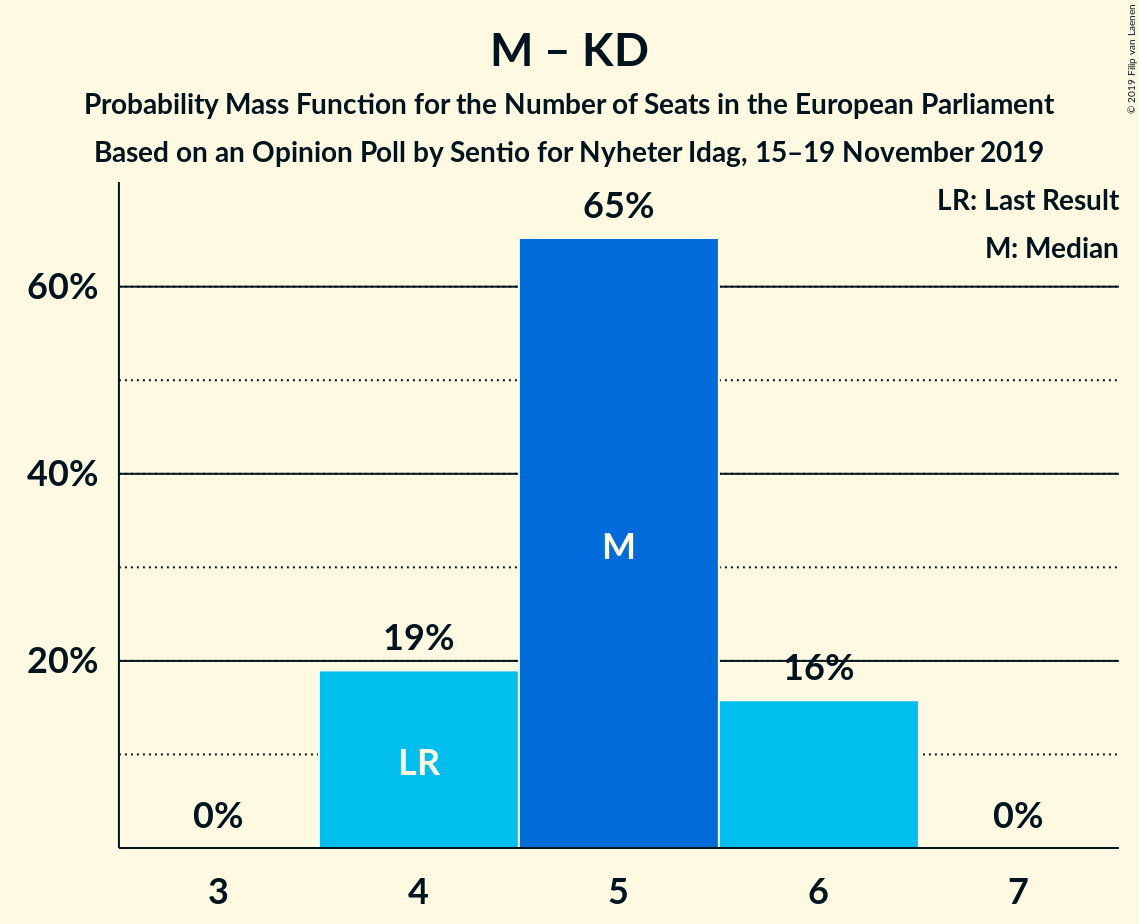 M – KD
Probability Mass Function for the Number of Seats in the European Parliament
Based on an Opinion Poll by Sentio for Nyheter Idag, 15–19 November 2019
© 2019 Filip van Laenen
LR: Last Result
M: Median
65%
60%
40%
M
19%
20%
16%
LR
0%
0%
3 4 5 6 7